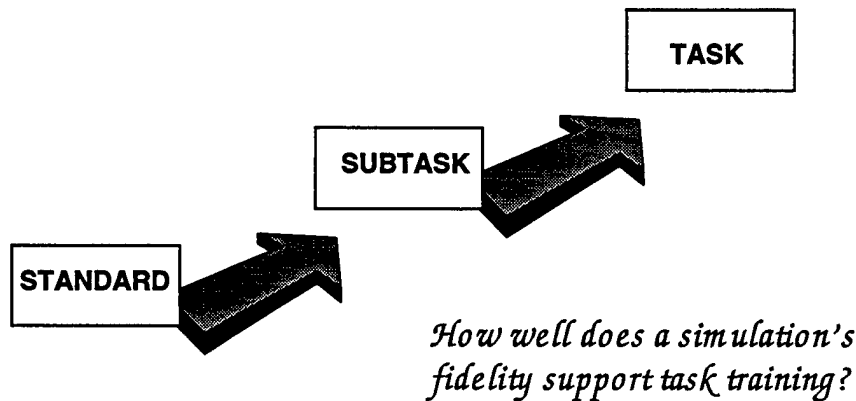 TASK
SUBTASK
STANDARD
How well does a simulation's
fidelity support task training?